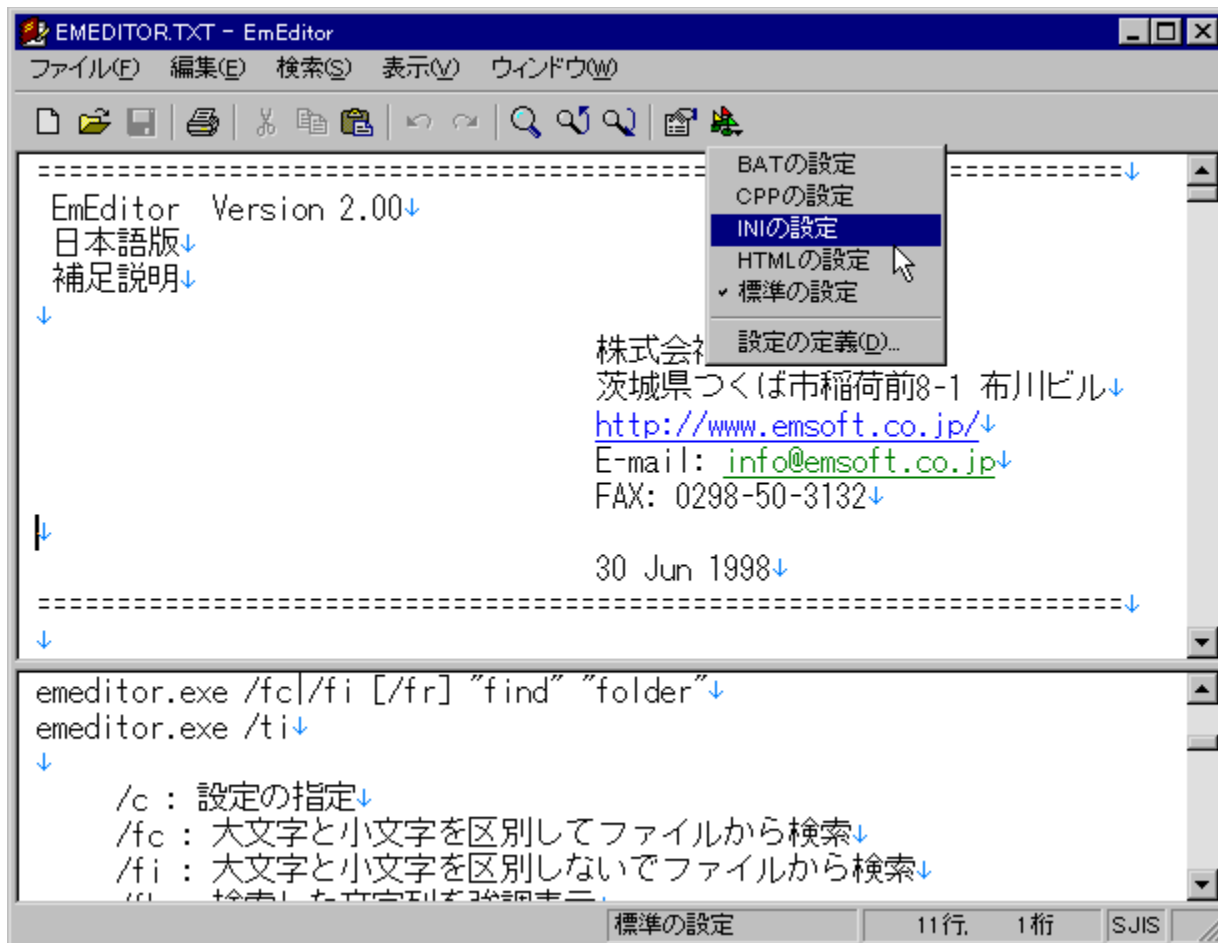 EMEDITOR.TXT - EmEditor
ファイル(F) 編集(E) 検索(S) 表示(V) ウィンドウ(W)
====================================================================↓
EmEditor Version 2.00↓
日本語版↓
補足説明↓
↓
BATの設定
CPPの設定
INIの設定
HTMLの設定
✓標準の設定
設定の定義(D)...
株式会
茨城県つくば市稲荷前8-1 布川ビル↓
http://www.emsoft.co.jp/↓
E-mail: info@emsoft.co.jp↓
FAX: 0298-50-3132↓
↓
30 Jun 1998↓
====================================================================↓
↓
emeditor.exe /fc|/fi [/fr] "find" "folder"↓
emeditor.exe /ti↓
↓
/c : 設定の指定↓
/fc : 大文字と小文字を区別してファイルから検索↓
/fi : 大文字と小文字を区別しないでファイルから検索↓
標準の設定 11行, 1桁 SJIS